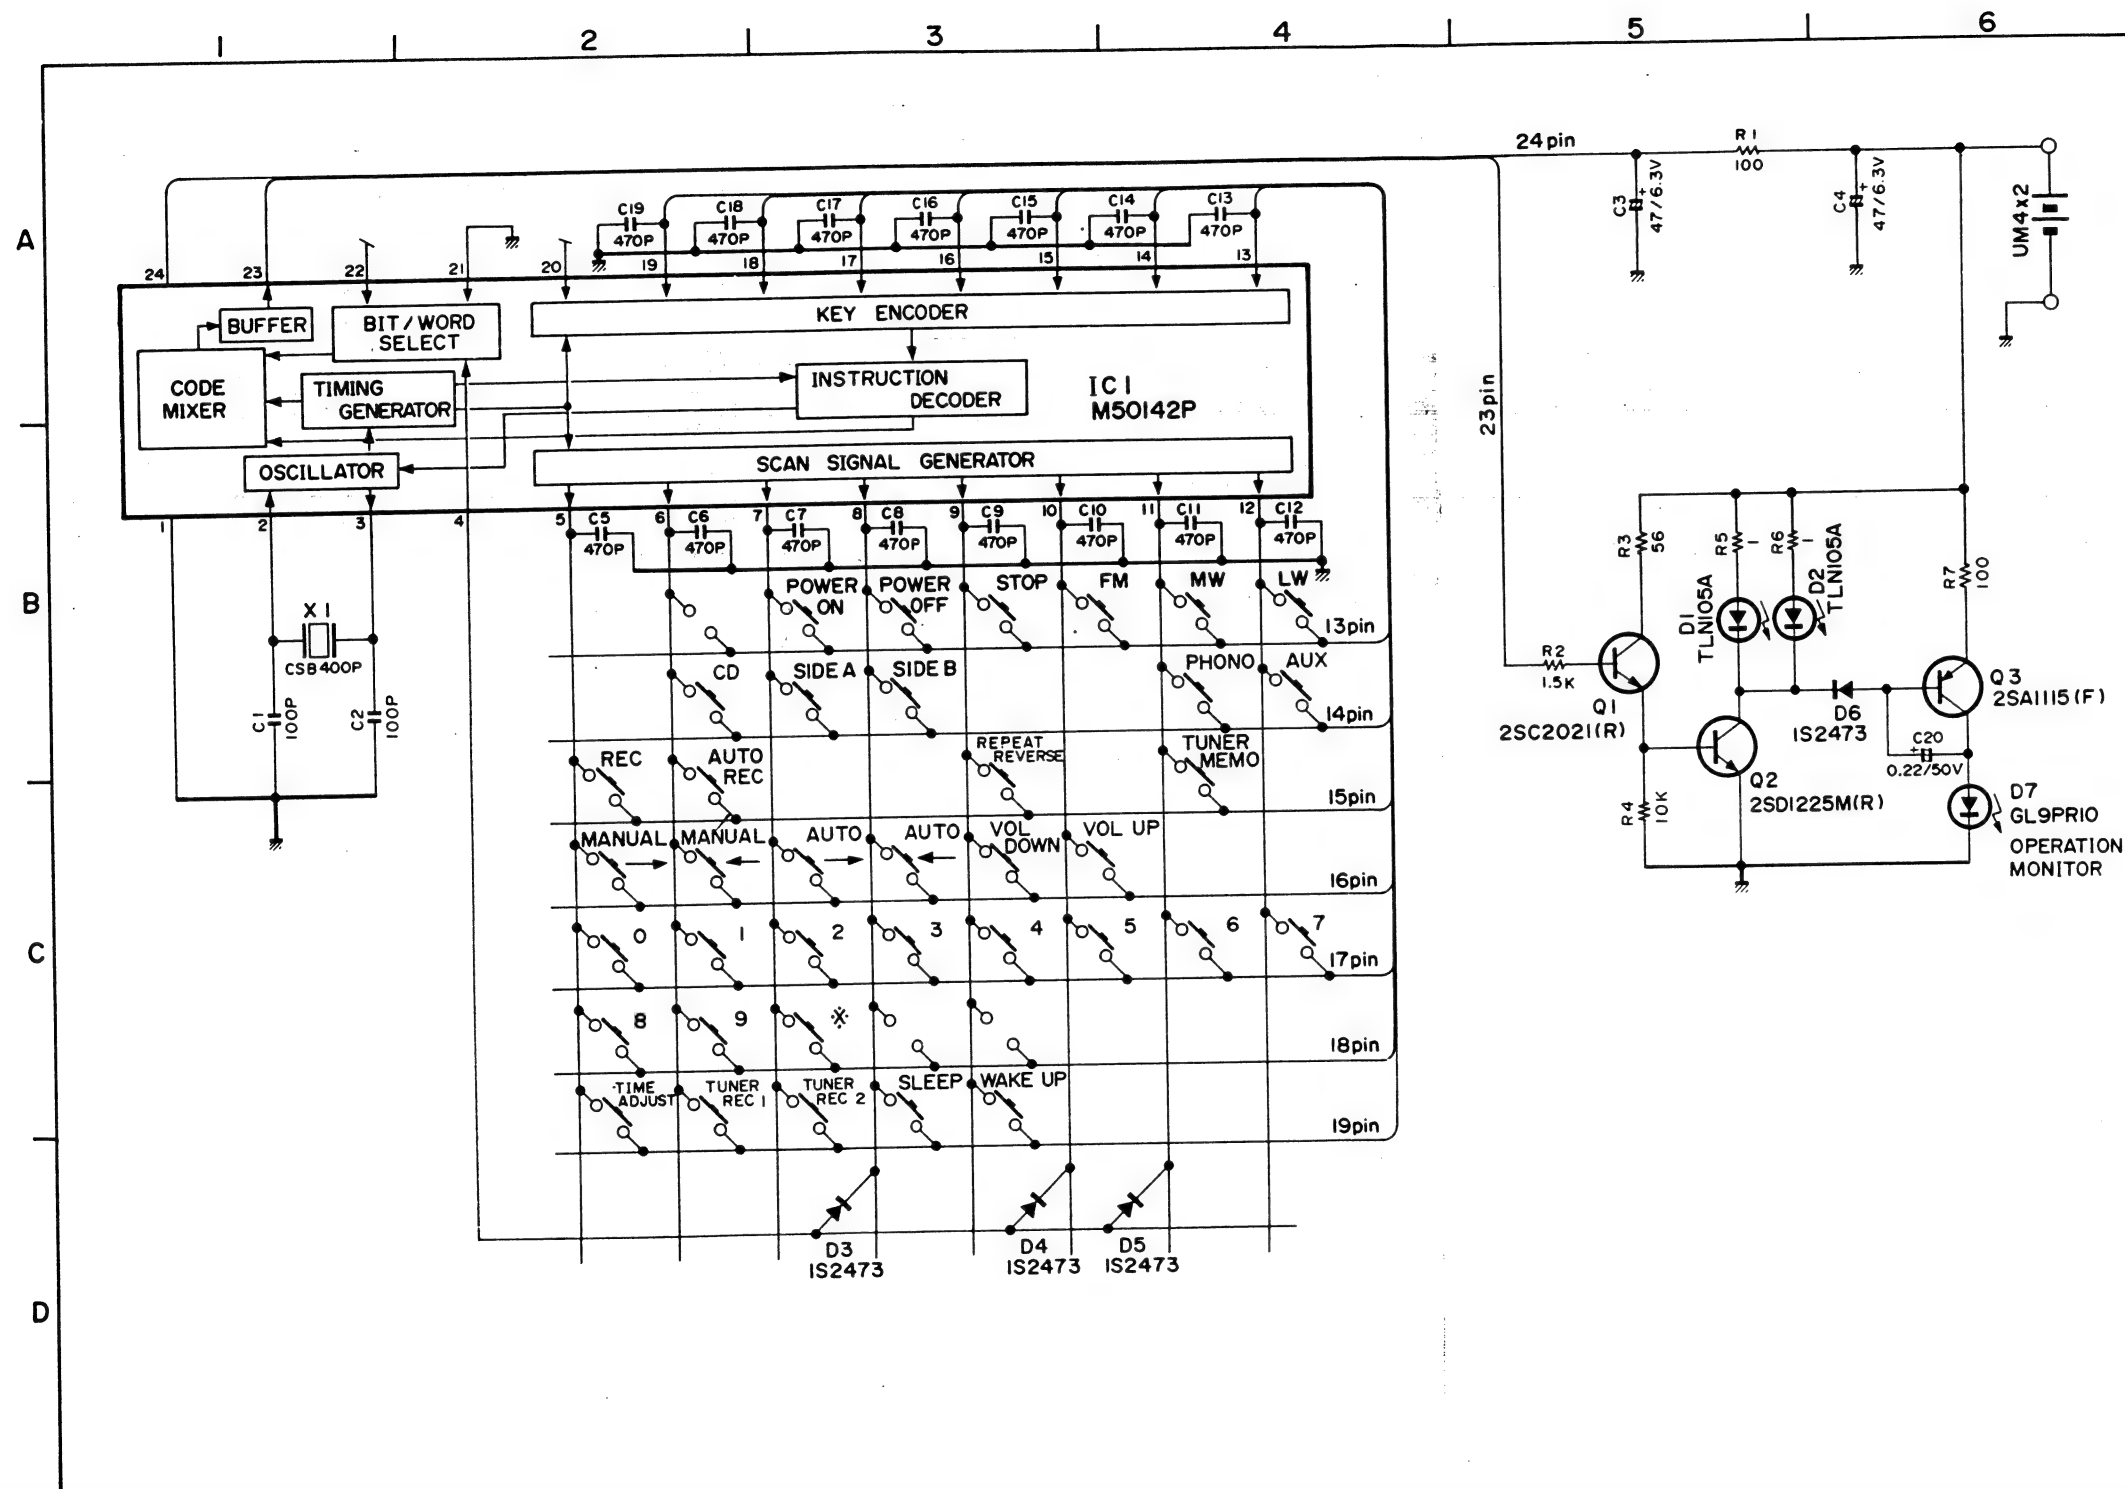 1 2 3 4 5 6
A
B
C
D
24pin
R1
100
C3
47/6.3V
+
C4
47/6.3V
+
UM4x2
C19
470P
C18
470P
C17
470P
C16
470P
C15
470P
C14
470P
C13
470P
24 23 22 21 20 19 18 17 16 15 14 13
BUFFER
BIT/WORD
SELECT
KEY ENCODER
CODE
MIXER
TIMING
GENERATOR
INSTRUCTION
DECODER
IC1
M50142P
OSCILLATOR
SCAN SIGNAL GENERATOR
1 2 3 4 5 6 7 8 9 10 11 12
C5
470P
C6
470P
C7
470P
C8
470P
C9
470P
C10
470P
C11
470P
C12
470P
X1
CSB400P
C1
100P
C2
100P
POWER
ON
POWER
OFF
STOP
FM
MW
LW
13pin
CD
SIDE A
SIDE B
PHONO
AUX
14pin
REC
AUTO
REC
REPEAT
REVERSE
TUNER
MEMO
15pin
MANUAL
MANUAL
AUTO
AUTO
VOL
DOWN
VOL UP
16pin
0 1 2 3 4 5 6 7
17pin
8 9 ※
18pin
TIME
ADJUST
TUNER
REC 1
TUNER
REC 2
SLEEP
WAKE UP
19pin
D3
1S2473
D4
1S2473
D5
1S2473
23pin
R2
1.5K
R3
56
R5
1
R6
1
D1
TLN105A
D2
TLN105A
R7
100
Q1
2SC2021(R)
Q2
2SD1225M(R)
R4
10K
D6
1S2473
Q3
2SA1115(F)
C20
+
0.22/50V
D7
GL9PR10
OPERATION
MONITOR